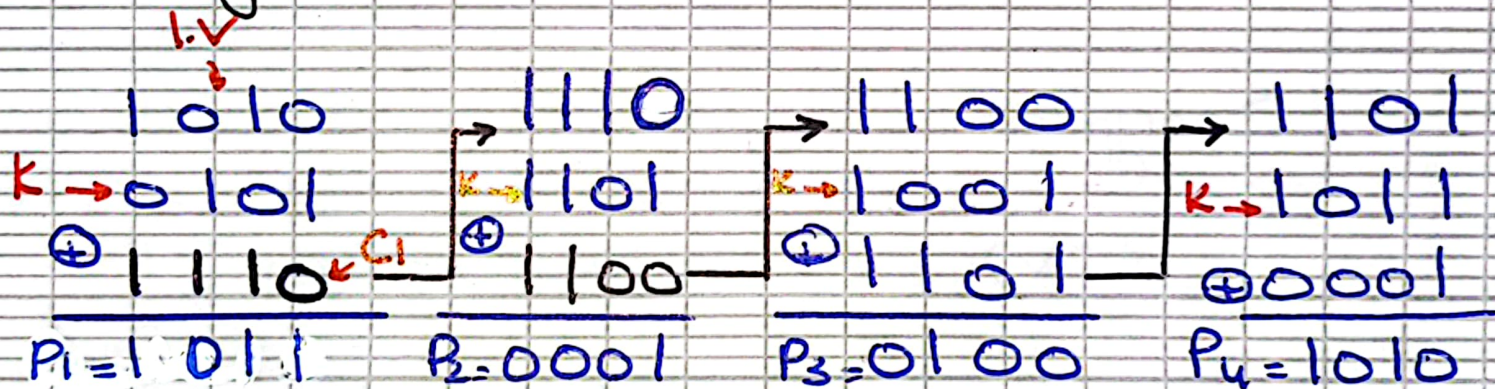 I.V
1010 → 1110 → 1100 → 1101
K → 0101 K → 1101 K → 1001 K → 1011
⊕ 1110 ← C1 ⊕ 1100 ⊕ 1101 ⊕ 0001
P1 = 1011 P2 = 0001 P3 = 0100 P4 = 1010